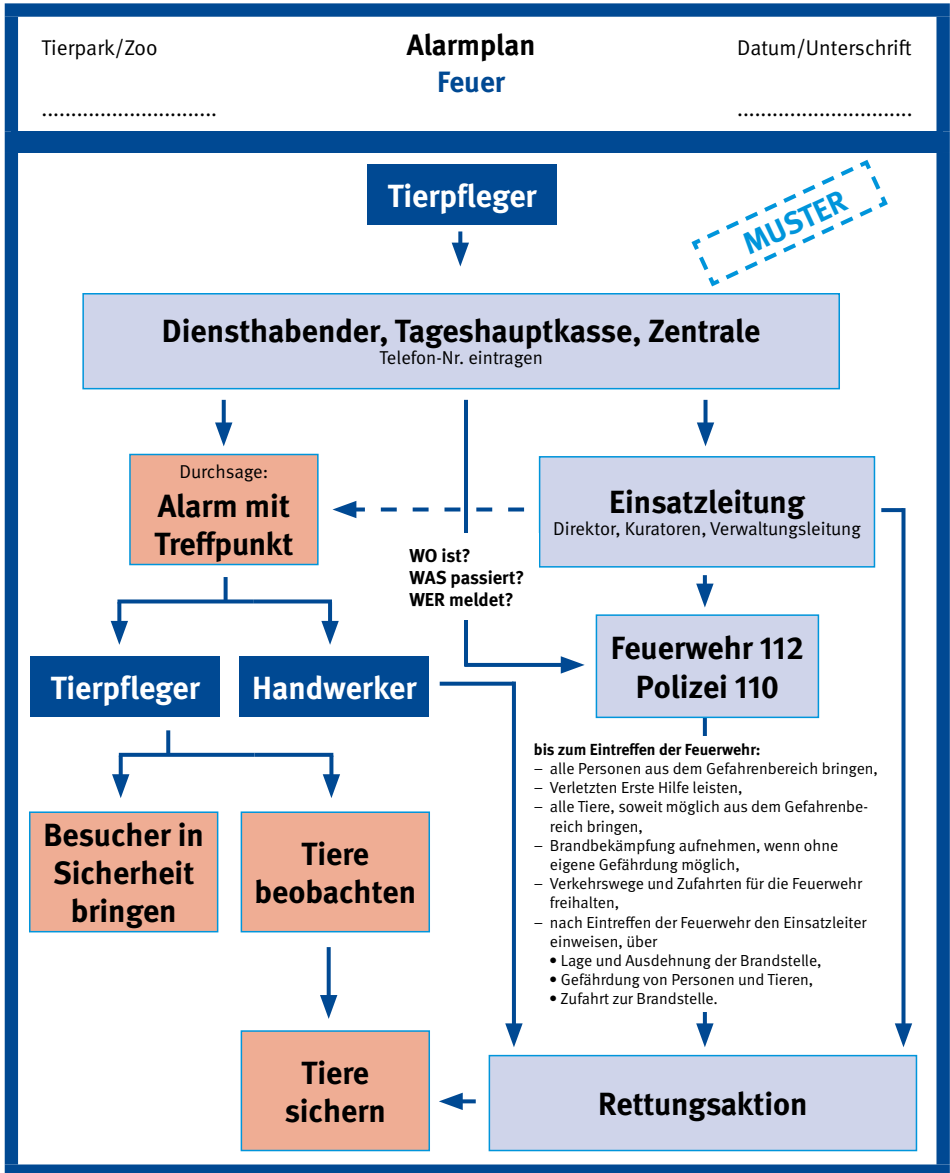 Tierpark/Zoo
..............................
Alarmplan
Feuer
Datum/Unterschrift
..............................
MUSTER
Tierpfleger
Diensthabender, Tageshauptkasse, Zentrale
Telefon-Nr. eintragen
Durchsage:
Alarm mit
Treffpunkt
Einsatzleitung
Direktor, Kuratoren, Verwaltungsleitung
WO ist?
WAS passiert?
WER meldet?
Feuerwehr 112
Polizei 110
Tierpfleger
Handwerker
bis zum Eintreffen der Feuerwehr:
– alle Personen aus dem Gefahrenbereich bringen,
– Verletzten Erste Hilfe leisten,
– alle Tiere, soweit möglich aus dem Gefahrenbe-
reich bringen,
– Brandbekämpfung aufnehmen, wenn ohne
eigene Gefährdung möglich,
– Verkehrswege und Zufahrten für die Feuerwehr
freihalten,
– nach Eintreffen der Feuerwehr den Einsatzleiter
einweisen, über
• Lage und Ausdehnung der Brandstelle,
• Gefährdung von Personen und Tieren,
• Zufahrt zur Brandstelle.
Besucher in
Sicherheit
bringen
Tiere
beobachten
Tiere
sichern
Rettungsaktion